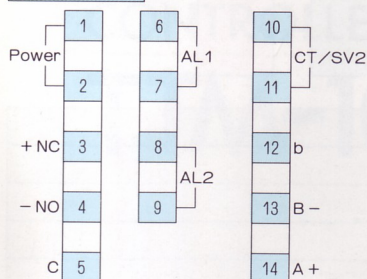 1 6 10
Power AL1 CT/SV2
2 7 11
+ NC 3 8 12 b
AL2
- NO 4 9 13 B -
C 5 14 A +